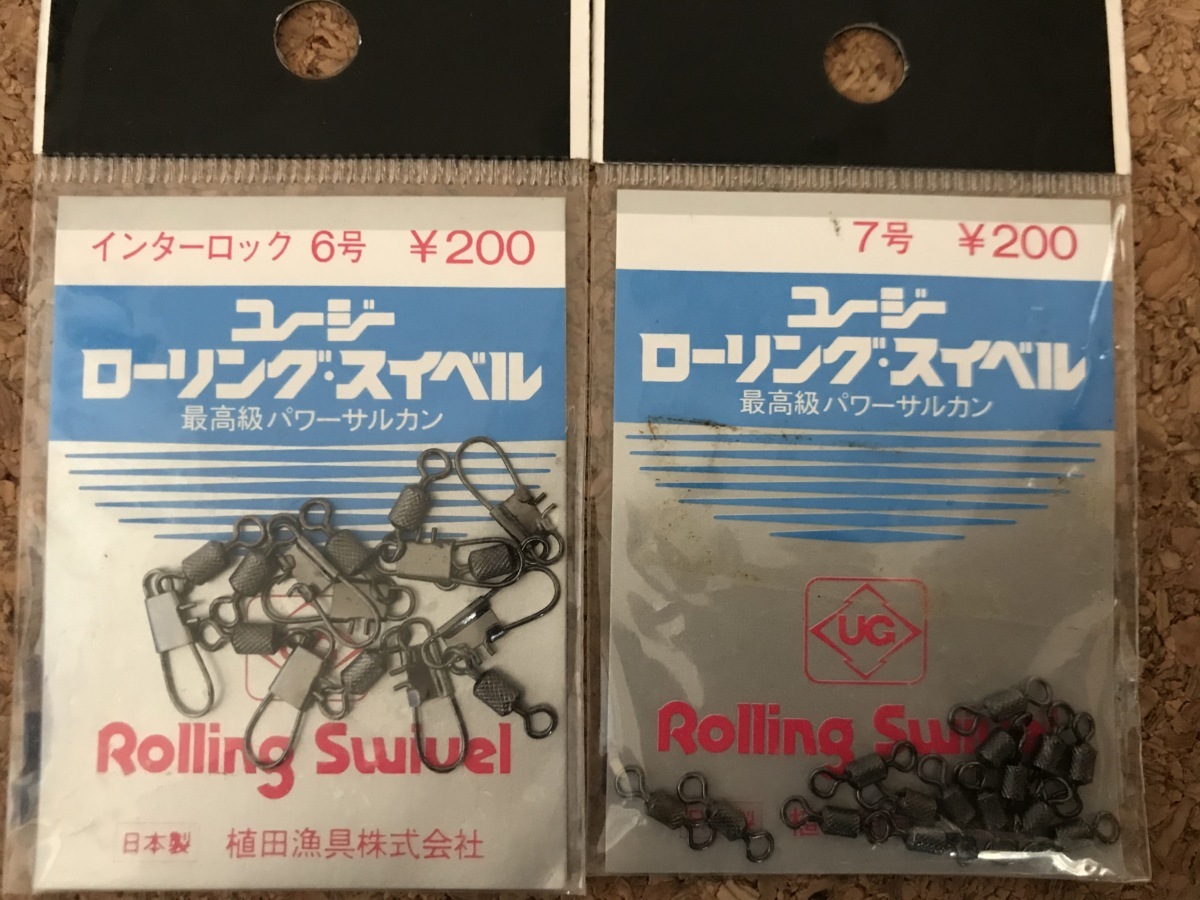 インターロック 6号 ¥200
ユージー
ローリング・スイベル
最高級パワーサルカン
Rolling Swivel
日本製 植田漁具株式会社
7号 ¥200
ユージー
ローリング・スイベル
最高級パワーサルカン
UG
Rolling Sw